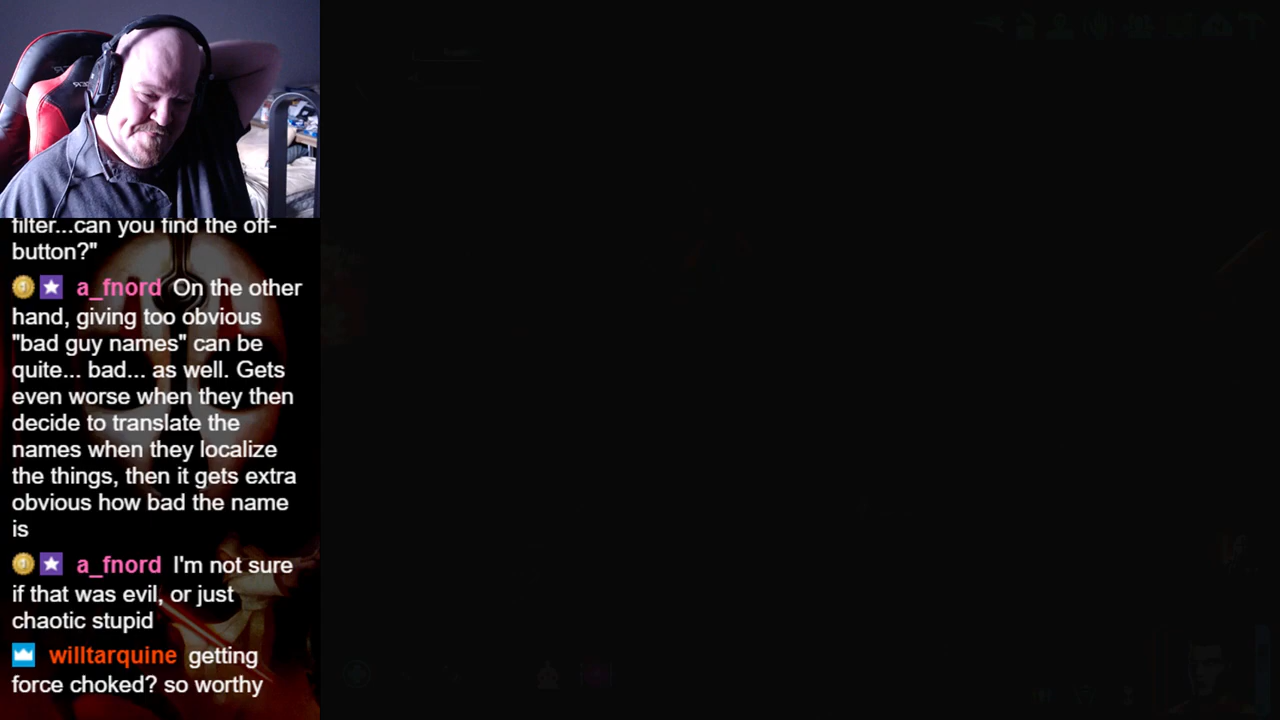 filter...can you find the off-
button?"
a_fnord On the other
hand, giving too obvious
"bad guy names" can be
quite... bad... as well. Gets
even worse when they then
decide to translate the
names when they localize
the things, then it gets extra
obvious how bad the name
is
a_fnord I'm not sure
if that was evil, or just
chaotic stupid
willtarquine getting
force choked? so worthy